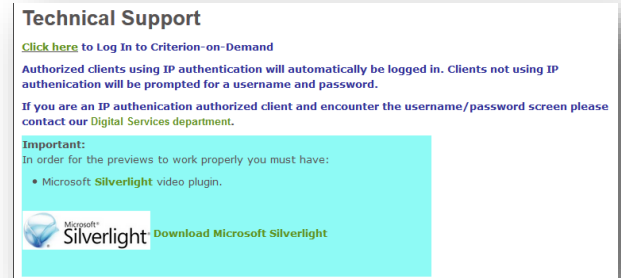 Technical Support
Click here to Log In to Criterion-on-Demand
Authorized clients using IP authentication will automatically be logged in. Clients not using IP
authenication will be prompted for a username and password.
If you are an IP authenication authorized client and encounter the username/password screen please
contact our Digital Services department.
Important:
In order for the previews to work properly you must have:
• Microsoft Silverlight video plugin.
Microsoft®
Silverlight™ Download Microsoft Silverlight